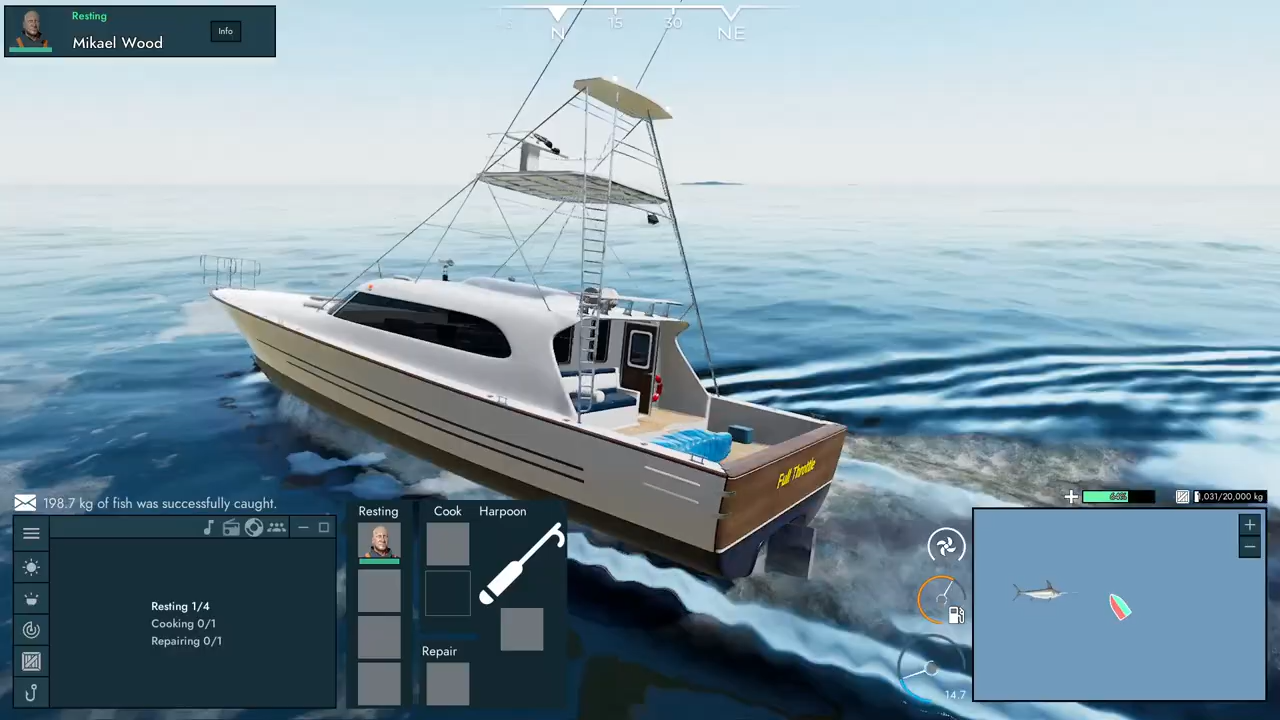 Resting
Mikael Wood
Info
N
15
30
NE
Full Throttle
198.7 kg of fish was successfully caught.
Resting
Cook
Harpoon
64%
1,031/20,000 kg
Resting 1/4
Cooking 0/1
Repairing 0/1
Repair
14.7